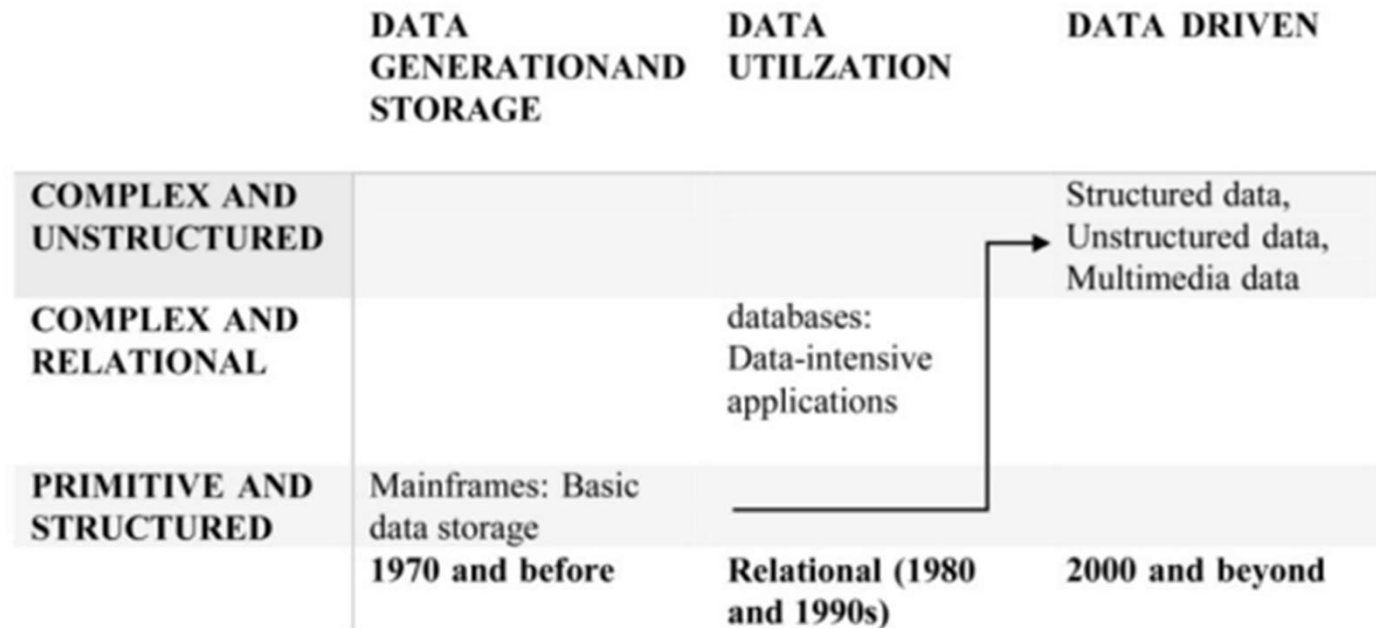 DATA
GENERATIONAND
STORAGE
DATA
UTILZATION
DATA DRIVEN
COMPLEX AND
UNSTRUCTURED
Structured data,
Unstructured data,
Multimedia data
COMPLEX AND
RELATIONAL
databases:
Data-intensive
applications
PRIMITIVE AND
STRUCTURED
Mainframes: Basic
data storage
1970 and before
Relational (1980
and 1990s)
2000 and beyond